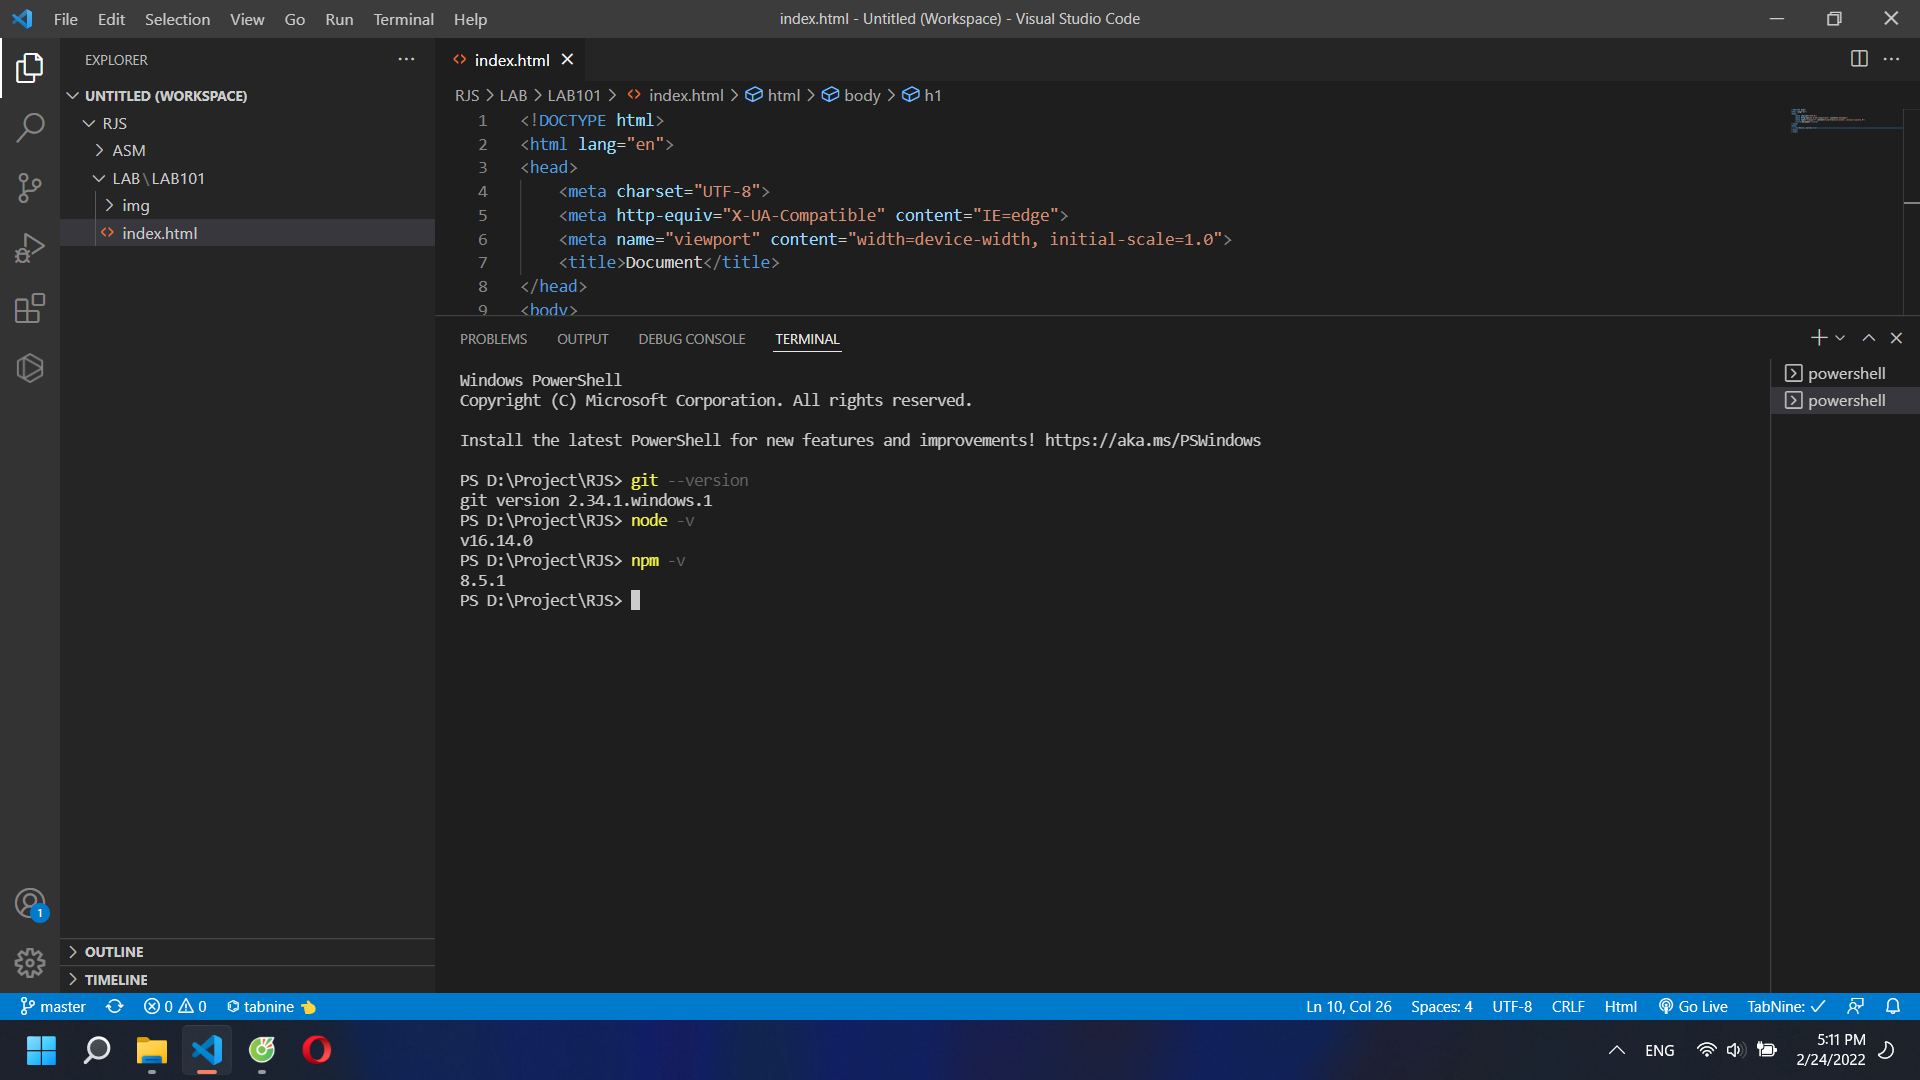 File Edit Selection View Go Run Terminal Help
index.html - Untitled (Workspace) - Visual Studio Code
EXPLORER
UNTITLED (WORKSPACE)
RJS
ASM
LAB\LAB101
img
index.html
index.html
RJS > LAB > LAB101 > index.html > html > body > h1
1 <!DOCTYPE html>
2 <html lang="en">
3 <head>
4 <meta charset="UTF-8">
5 <meta http-equiv="X-UA-Compatible" content="IE=edge">
6 <meta name="viewport" content="width=device-width, initial-scale=1.0">
7 <title>Document</title>
8 </head>
9 <body>
PROBLEMS OUTPUT DEBUG CONSOLE TERMINAL
Windows PowerShell
Copyright (C) Microsoft Corporation. All rights reserved.
Install the latest PowerShell for new features and improvements! https://aka.ms/PSWindows
PS D:\Project\RJS> git --version
git version 2.34.1.windows.1
PS D:\Project\RJS> node -v
v16.14.0
PS D:\Project\RJS> npm -v
8.5.1
PS D:\Project\RJS>
powershell
powershell
1
OUTLINE
TIMELINE
master 0 0 tabnine Ln 10, Col 26 Spaces: 4 UTF-8 CRLF Html Go Live TabNine:
ENG
5:11 PM
2/24/2022